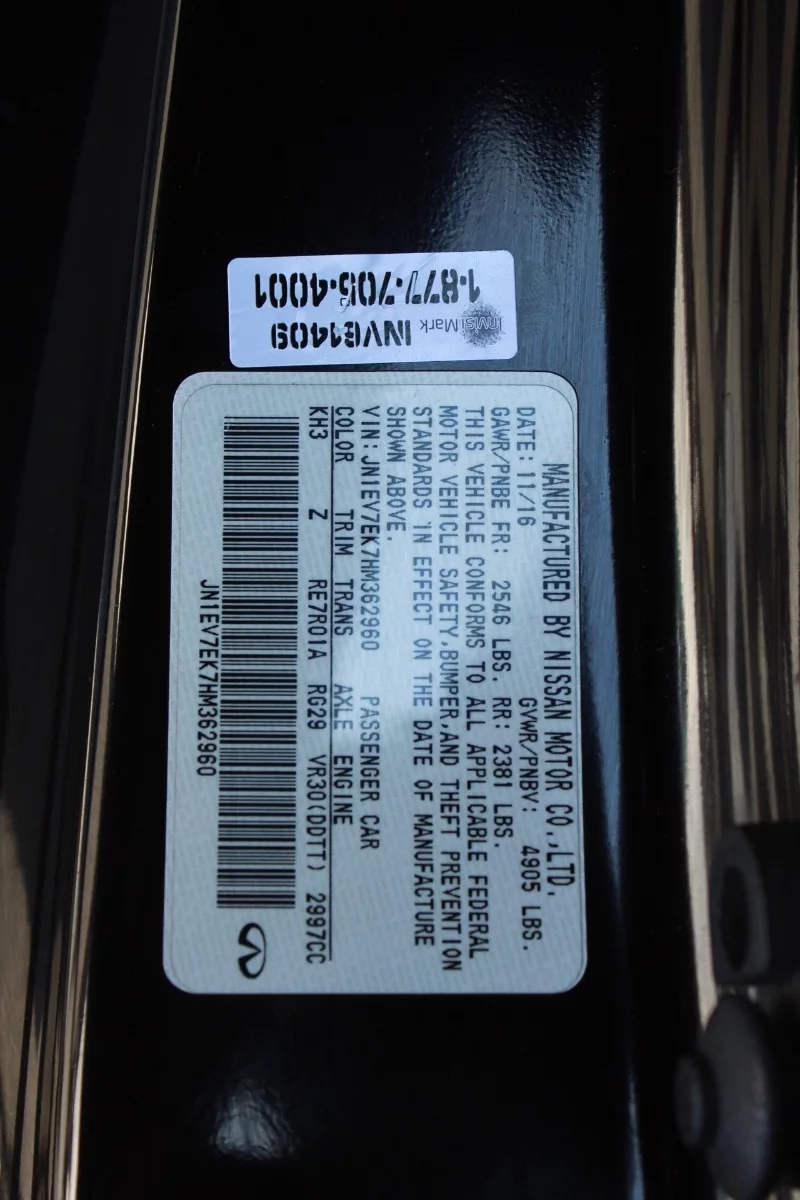 1-877-705-4001
InvisiMark INV61409
MANUFACTURED BY NISSAN MOTOR CO.,LTD.
DATE: 11/16 GVWR/PNBV: 4905 LBS.
GAWR/PNBE FR: 2546 LBS. RR: 2381 LBS.
THIS VEHICLE CONFORMS TO ALL APPLICABLE FEDERAL
MOTOR VEHICLE SAFETY,BUMPER,AND THEFT PREVENTION
STANDARDS IN EFFECT ON THE DATE OF MANUFACTURE
SHOWN ABOVE.
VIN: JN1EV7EK7HM362960 PASSENGER CAR
COLOR TRIM TRANS AXLE ENGINE
KH3 Z RE7R01A RG29 VR30(DDTT) 2997CC
JN1EV7EK7HM362960